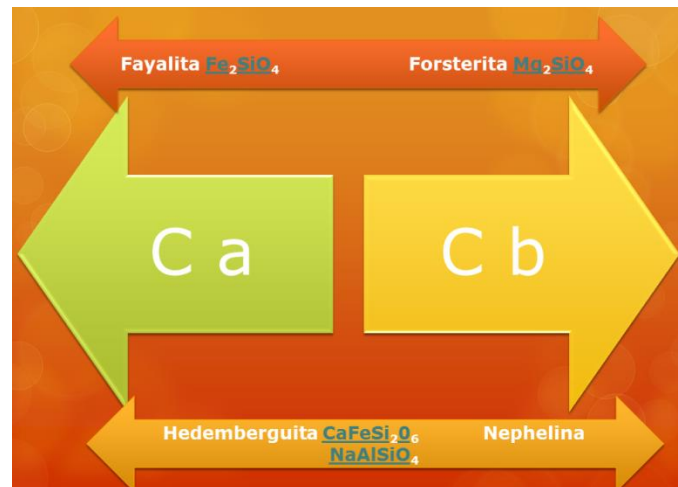 Fayalita Fe₂SiO₄ Forsterita Mg₂SiO₄
C a
C b
Hedemberguita CaFeSi₂0₆ Nephelina
NaAlSiO₄